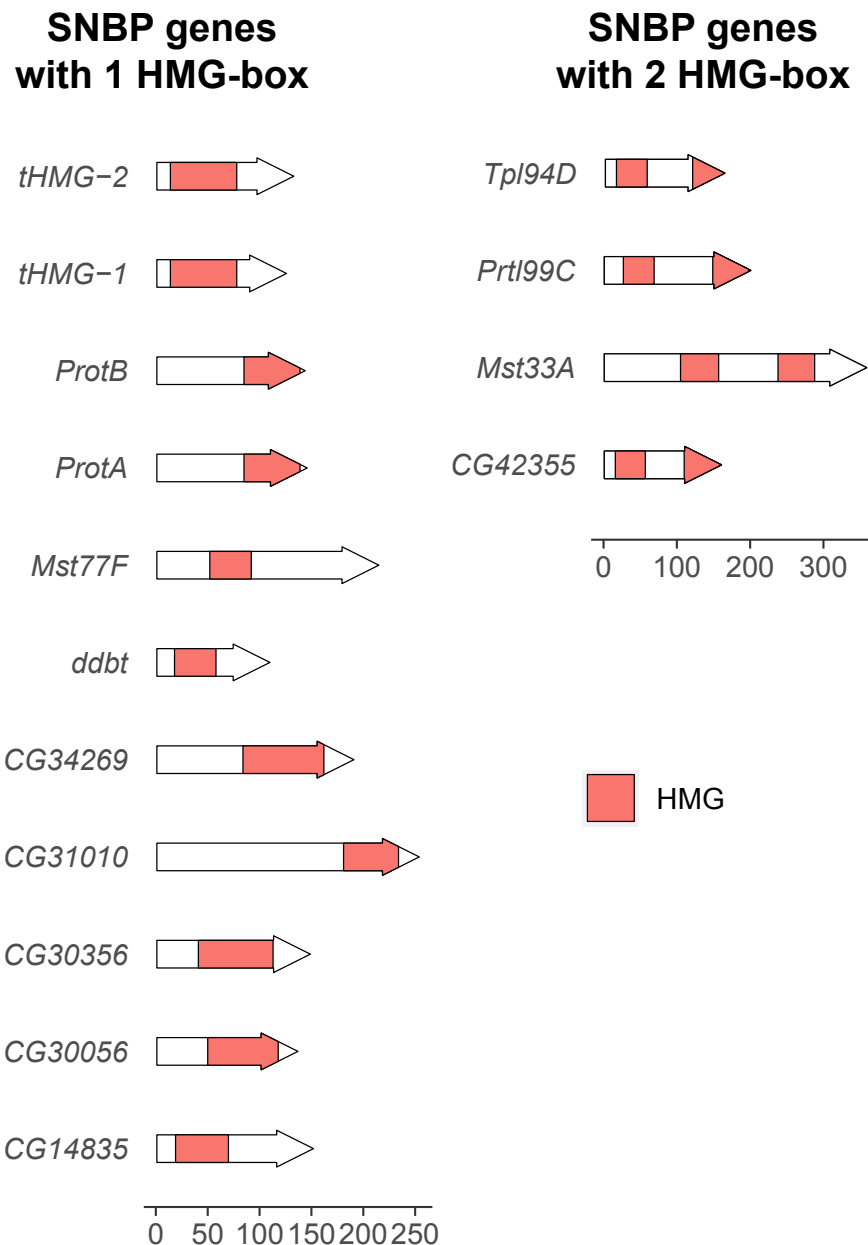 SNBP genes
with 1 HMG-box
tHMG−2
tHMG−1
ProtB
ProtA
Mst77F
ddbt
CG34269
CG31010
CG30356
CG30056
CG14835
0 50 100 150 200 250
SNBP genes
with 2 HMG-box
Tpl94D
Prtl99C
Mst33A
CG42355
0 100 200 300
HMG